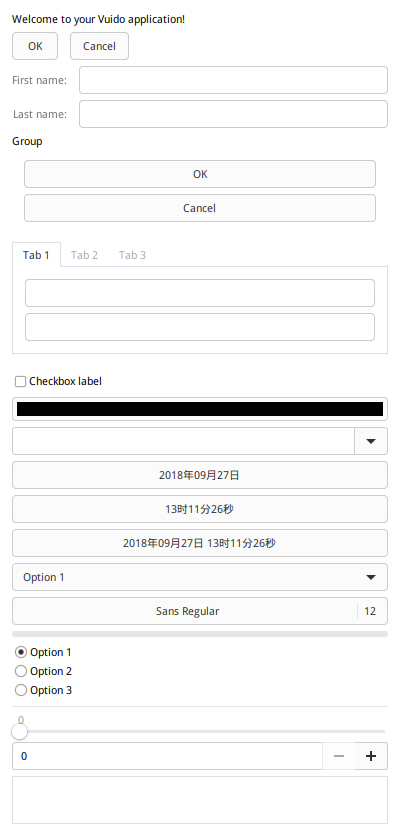 Welcome to your Vuido application!
OK Cancel
First name:
Last name:
Group
OK
Cancel
Tab 1 Tab 2 Tab 3
Checkbox label
2018年09月27日
13时11分26秒
2018年09月27日 13时11分26秒
Option 1
Sans Regular 12
Option 1
Option 2
Option 3
0
0